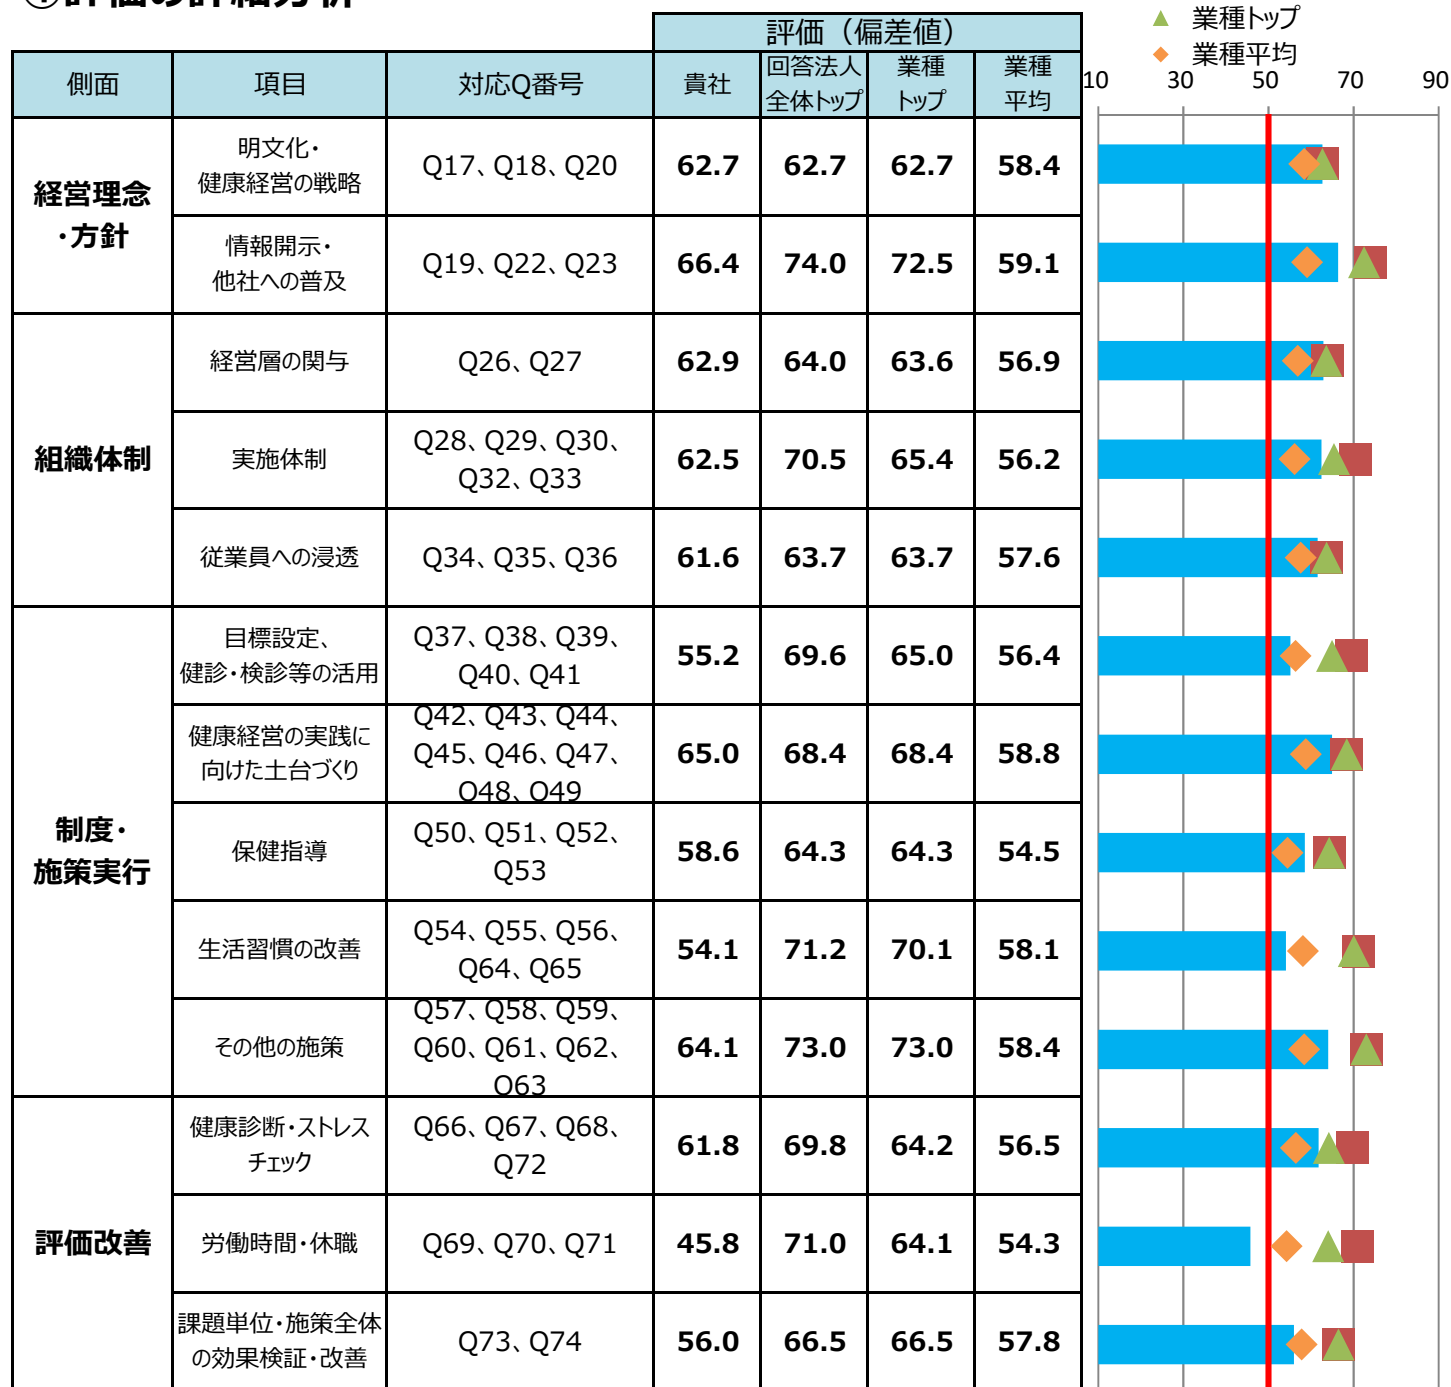 ①評価の詳細分析
▲ 業種トップ
◆ 業種平均
評価（偏差値）
側面 項目 対応Q番号 貴社 回答法人 業種 業種
全体トップ トップ 平均
10 30 50 70 90
経営理念
・方針
明文化・
健康経営の戦略
Q17、Q18、Q20 62.7 62.7 62.7 58.4
情報開示・
他社への普及
Q19、Q22、Q23 66.4 74.0 72.5 59.1
組織体制
経営層の関与 Q26、Q27 62.9 64.0 63.6 56.9
実施体制
Q28、Q29、Q30、
Q32、Q33
62.5 70.5 65.4 56.2
従業員への浸透 Q34、Q35、Q36 61.6 63.7 63.7 57.6
制度・
施策実行
目標設定、
健診・検診等の活用
Q37、Q38、Q39、
Q40、Q41
55.2 69.6 65.0 56.4
健康経営の実践に
向けた土台づくり
Q42、Q43、Q44、
Q45、Q46、Q47、
Q48、Q49
65.0 68.4 68.4 58.8
保健指導
Q50、Q51、Q52、
Q53
58.6 64.3 64.3 54.5
生活習慣の改善
Q54、Q55、Q56、
Q64、Q65
54.1 71.2 70.1 58.1
その他の施策
Q57、Q58、Q59、
Q60、Q61、Q62、
Q63
64.1 73.0 73.0 58.4
評価改善
健康診断・ストレス
チェック
Q66、Q67、Q68、
Q72
61.8 69.8 64.2 56.5
労働時間・休職 Q69、Q70、Q71 45.8 71.0 64.1 54.3
課題単位・施策全体
の効果検証・改善
Q73、Q74 56.0 66.5 66.5 57.8